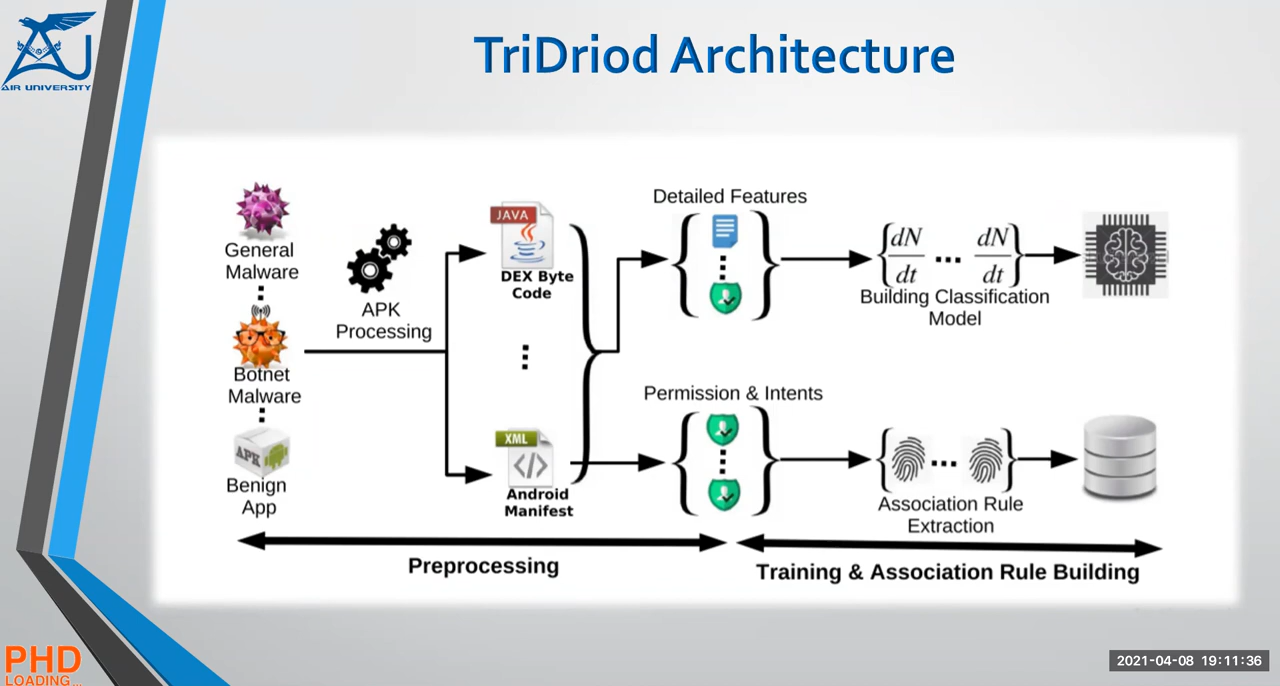 TriDriod Architecture
AIR UNIVERSITY
General
Malware
Botnet
Malware
APK
Benign
App
APK
Processing
JAVA
DEX Byte
Code
XML
</>
Android
Manifest
Detailed Features
Permission & Intents
{dN/dt ... dN/dt}
Building Classification
Model
Association Rule
Extraction
Preprocessing
Training & Association Rule Building
PHD
LOADING...
2021-04-08 19:11:36